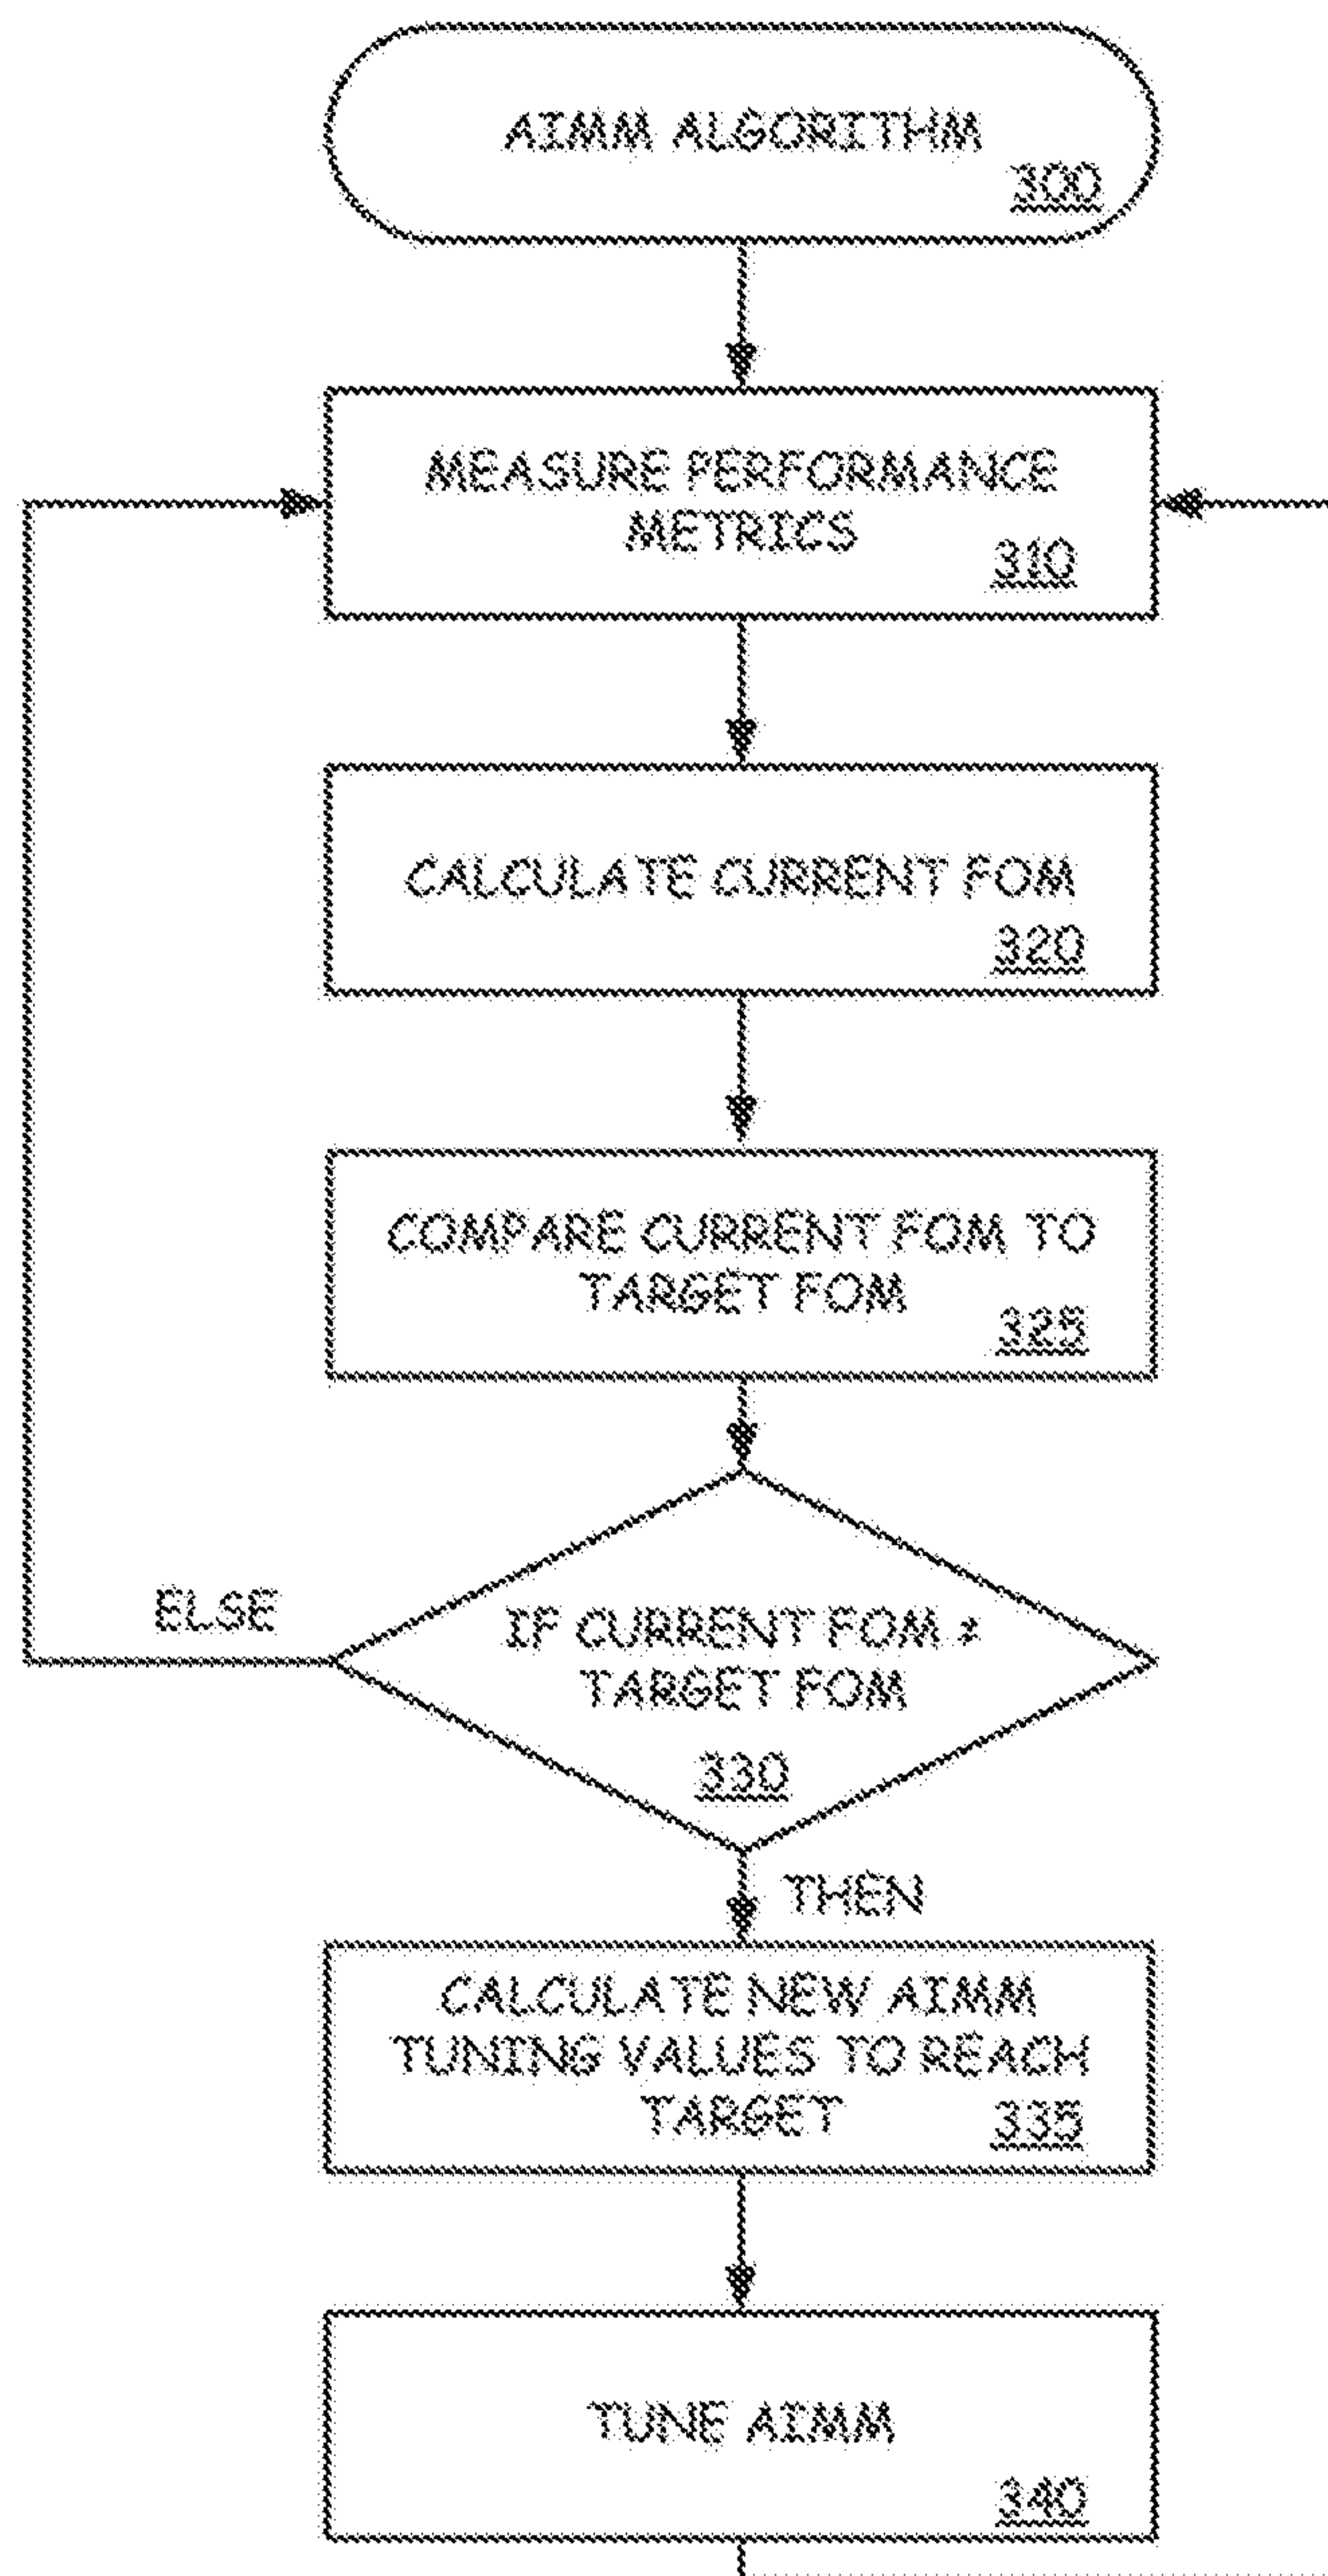 AIMM ALGORITHM
300
MEASURE PERFORMANCE
METRICS
310
CALCULATE CURRENT FOM
320
COMPARE CURRENT FOM TO
TARGET FOM
325
ELSE
IF CURRENT FOM ≠
TARGET FOM
330
THEN
CALCULATE NEW AIMM
TUNING VALUES TO REACH
TARGET
335
TUNE AIMM
340